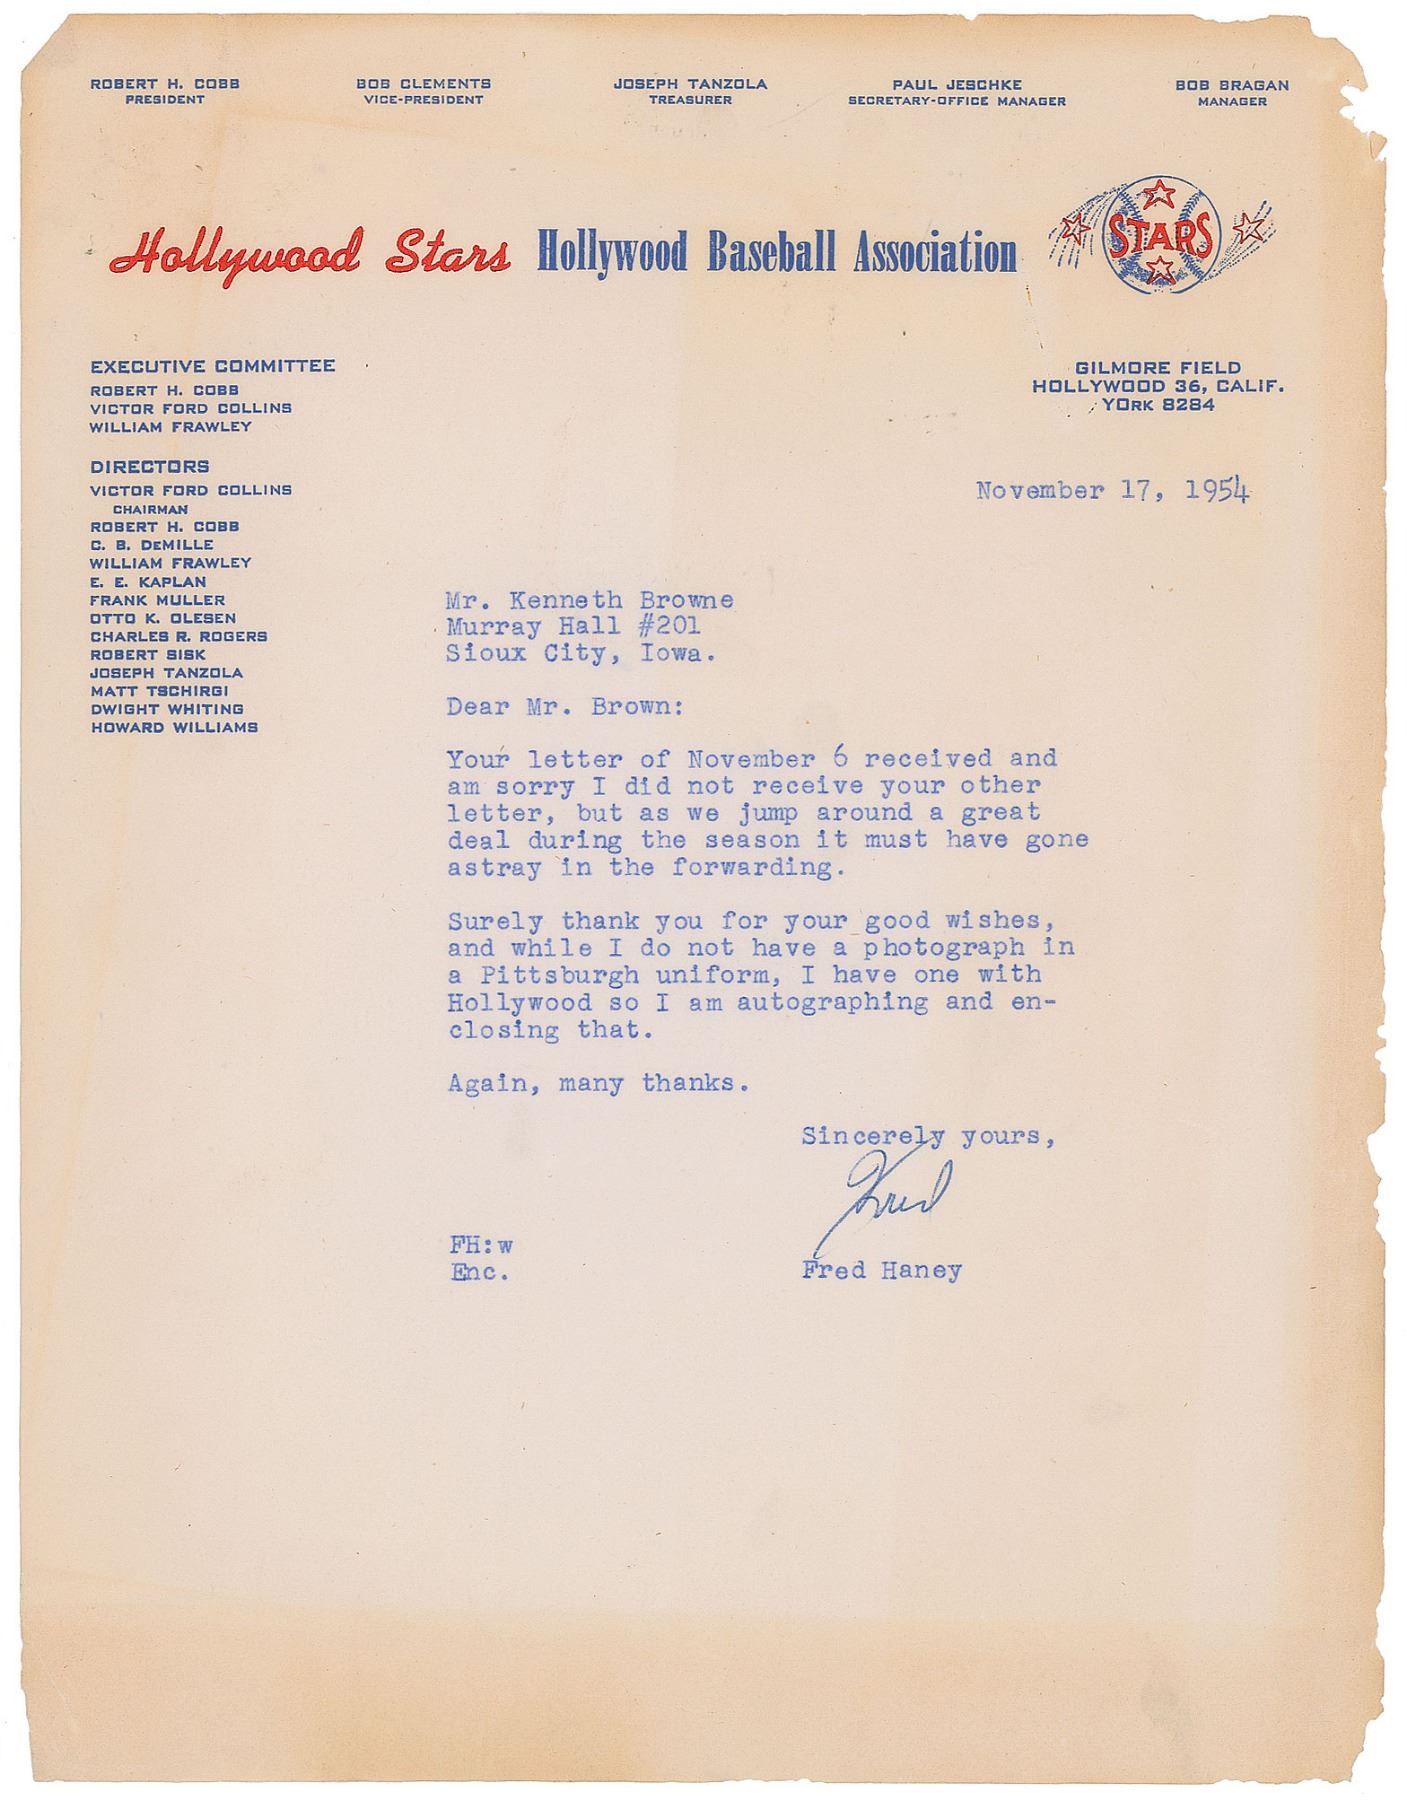 ROBERT H. COBB
PRESIDENT
BOB CLEMENTS
VICE-PRESIDENT
JOSEPH TANZOLA
TREASURER
PAUL JESCHKE
SECRETARY-OFFICE MANAGER
BOB BRAGAN
MANAGER
Hollywood Stars Hollywood Baseball Association
STARS
EXECUTIVE COMMITTEE
ROBERT H. COBB
VICTOR FORD COLLINS
WILLIAM FRAWLEY
DIRECTORS
VICTOR FORD COLLINS
CHAIRMAN
ROBERT H. COBB
C. B. DEMILLE
WILLIAM FRAWLEY
E. E. KAPLAN
FRANK MULLER
OTTO K. OLESEN
CHARLES R. ROGERS
ROBERT SISK
JOSEPH TANZOLA
MATT TSCHIRGI
DWIGHT WHITING
HOWARD WILLIAMS
GILMORE FIELD
HOLLYWOOD 36, CALIF.
YORK 8284
November 17, 1954
Mr. Kenneth Browne
Murray Hall #201
Sioux City, Iowa.
Dear Mr. Brown:
Your letter of November 6 received and
am sorry I did not receive your other
letter, but as we jump around a great
deal during the season it must have gone
astray in the forwarding.
Surely thank you for your good wishes,
and while I do not have a photograph in
a Pittsburgh uniform, I have one with
Hollywood so I am autographing and en-
closing that.
Again, many thanks.
Sincerely yours,
Fred
Fred Haney
FH:w
Enc.